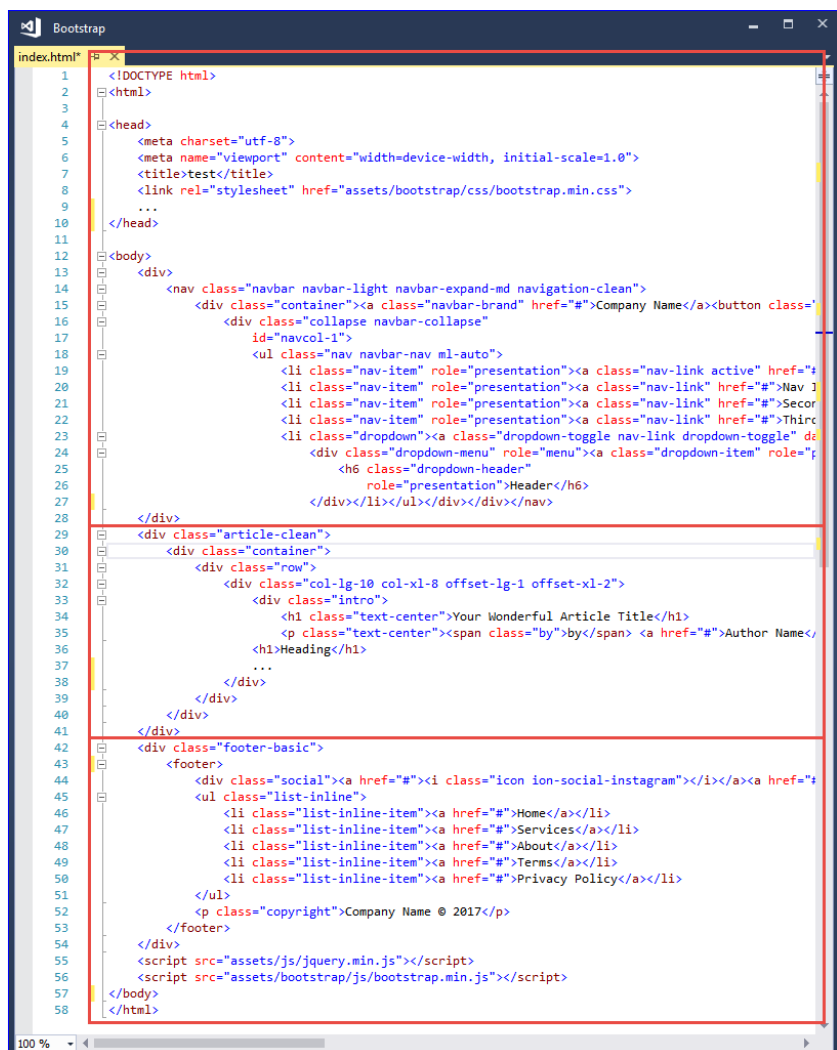 Bootstrap
index.html*
1 <!DOCTYPE html>
2 <html>
3
4 <head>
5 <meta charset="utf-8">
6 <meta name="viewport" content="width=device-width, initial-scale=1.0">
7 <title>test</title>
8 <link rel="stylesheet" href="assets/bootstrap/css/bootstrap.min.css">
9 ...
10 </head>
11
12 <body>
13 <div>
14 <nav class="navbar navbar-light navbar-expand-md navigation-clean">
15 <div class="container"><a class="navbar-brand" href="#">Company Name</a><button class="
16 <div class="collapse navbar-collapse"
17 id="navcol-1">
18 <ul class="nav navbar-nav ml-auto">
19 <li class="nav-item" role="presentation"><a class="nav-link active" href="#
20 <li class="nav-item" role="presentation"><a class="nav-link" href="#">Nav
21 <li class="nav-item" role="presentation"><a class="nav-link" href="#">Secon
22 <li class="nav-item" role="presentation"><a class="nav-link" href="#">Third
23 <li class="dropdown"><a class="dropdown-toggle nav-link dropdown-toggle" da
24 <div class="dropdown-menu" role="menu"><a class="dropdown-item" role="p
25 <h6 class="dropdown-header"
26 role="presentation">Header</h6>
27 </div></li></ul></div></div></nav>
28 </div>
29 <div class="article-clean">
30 <div class="container">
31 <div class="row">
32 <div class="col-lg-10 col-xl-8 offset-lg-1 offset-xl-2">
33 <div class="intro">
34 <h1 class="text-center">Your Wonderful Article Title</h1>
35 <p class="text-center"><span class="by">by</span> <a href="#">Author Name</
36 <h1>Heading</h1>
37 ...
38 </div>
39 </div>
40 </div>
41 </div>
42 <div class="footer-basic">
43 <footer>
44 <div class="social"><a href="#"><i class="icon ion-social-instagram"></i></a><a href="#
45 <ul class="list-inline">
46 <li class="list-inline-item"><a href="#">Home</a></li>
47 <li class="list-inline-item"><a href="#">Services</a></li>
48 <li class="list-inline-item"><a href="#">About</a></li>
49 <li class="list-inline-item"><a href="#">Terms</a></li>
50 <li class="list-inline-item"><a href="#">Privacy Policy</a></li>
51 </ul>
52 <p class="copyright">Company Name © 2017</p>
53 </footer>
54 </div>
55 <script src="assets/js/jquery.min.js"></script>
56 <script src="assets/bootstrap/js/bootstrap.min.js"></script>
57 </body>
58 </html>
100 %